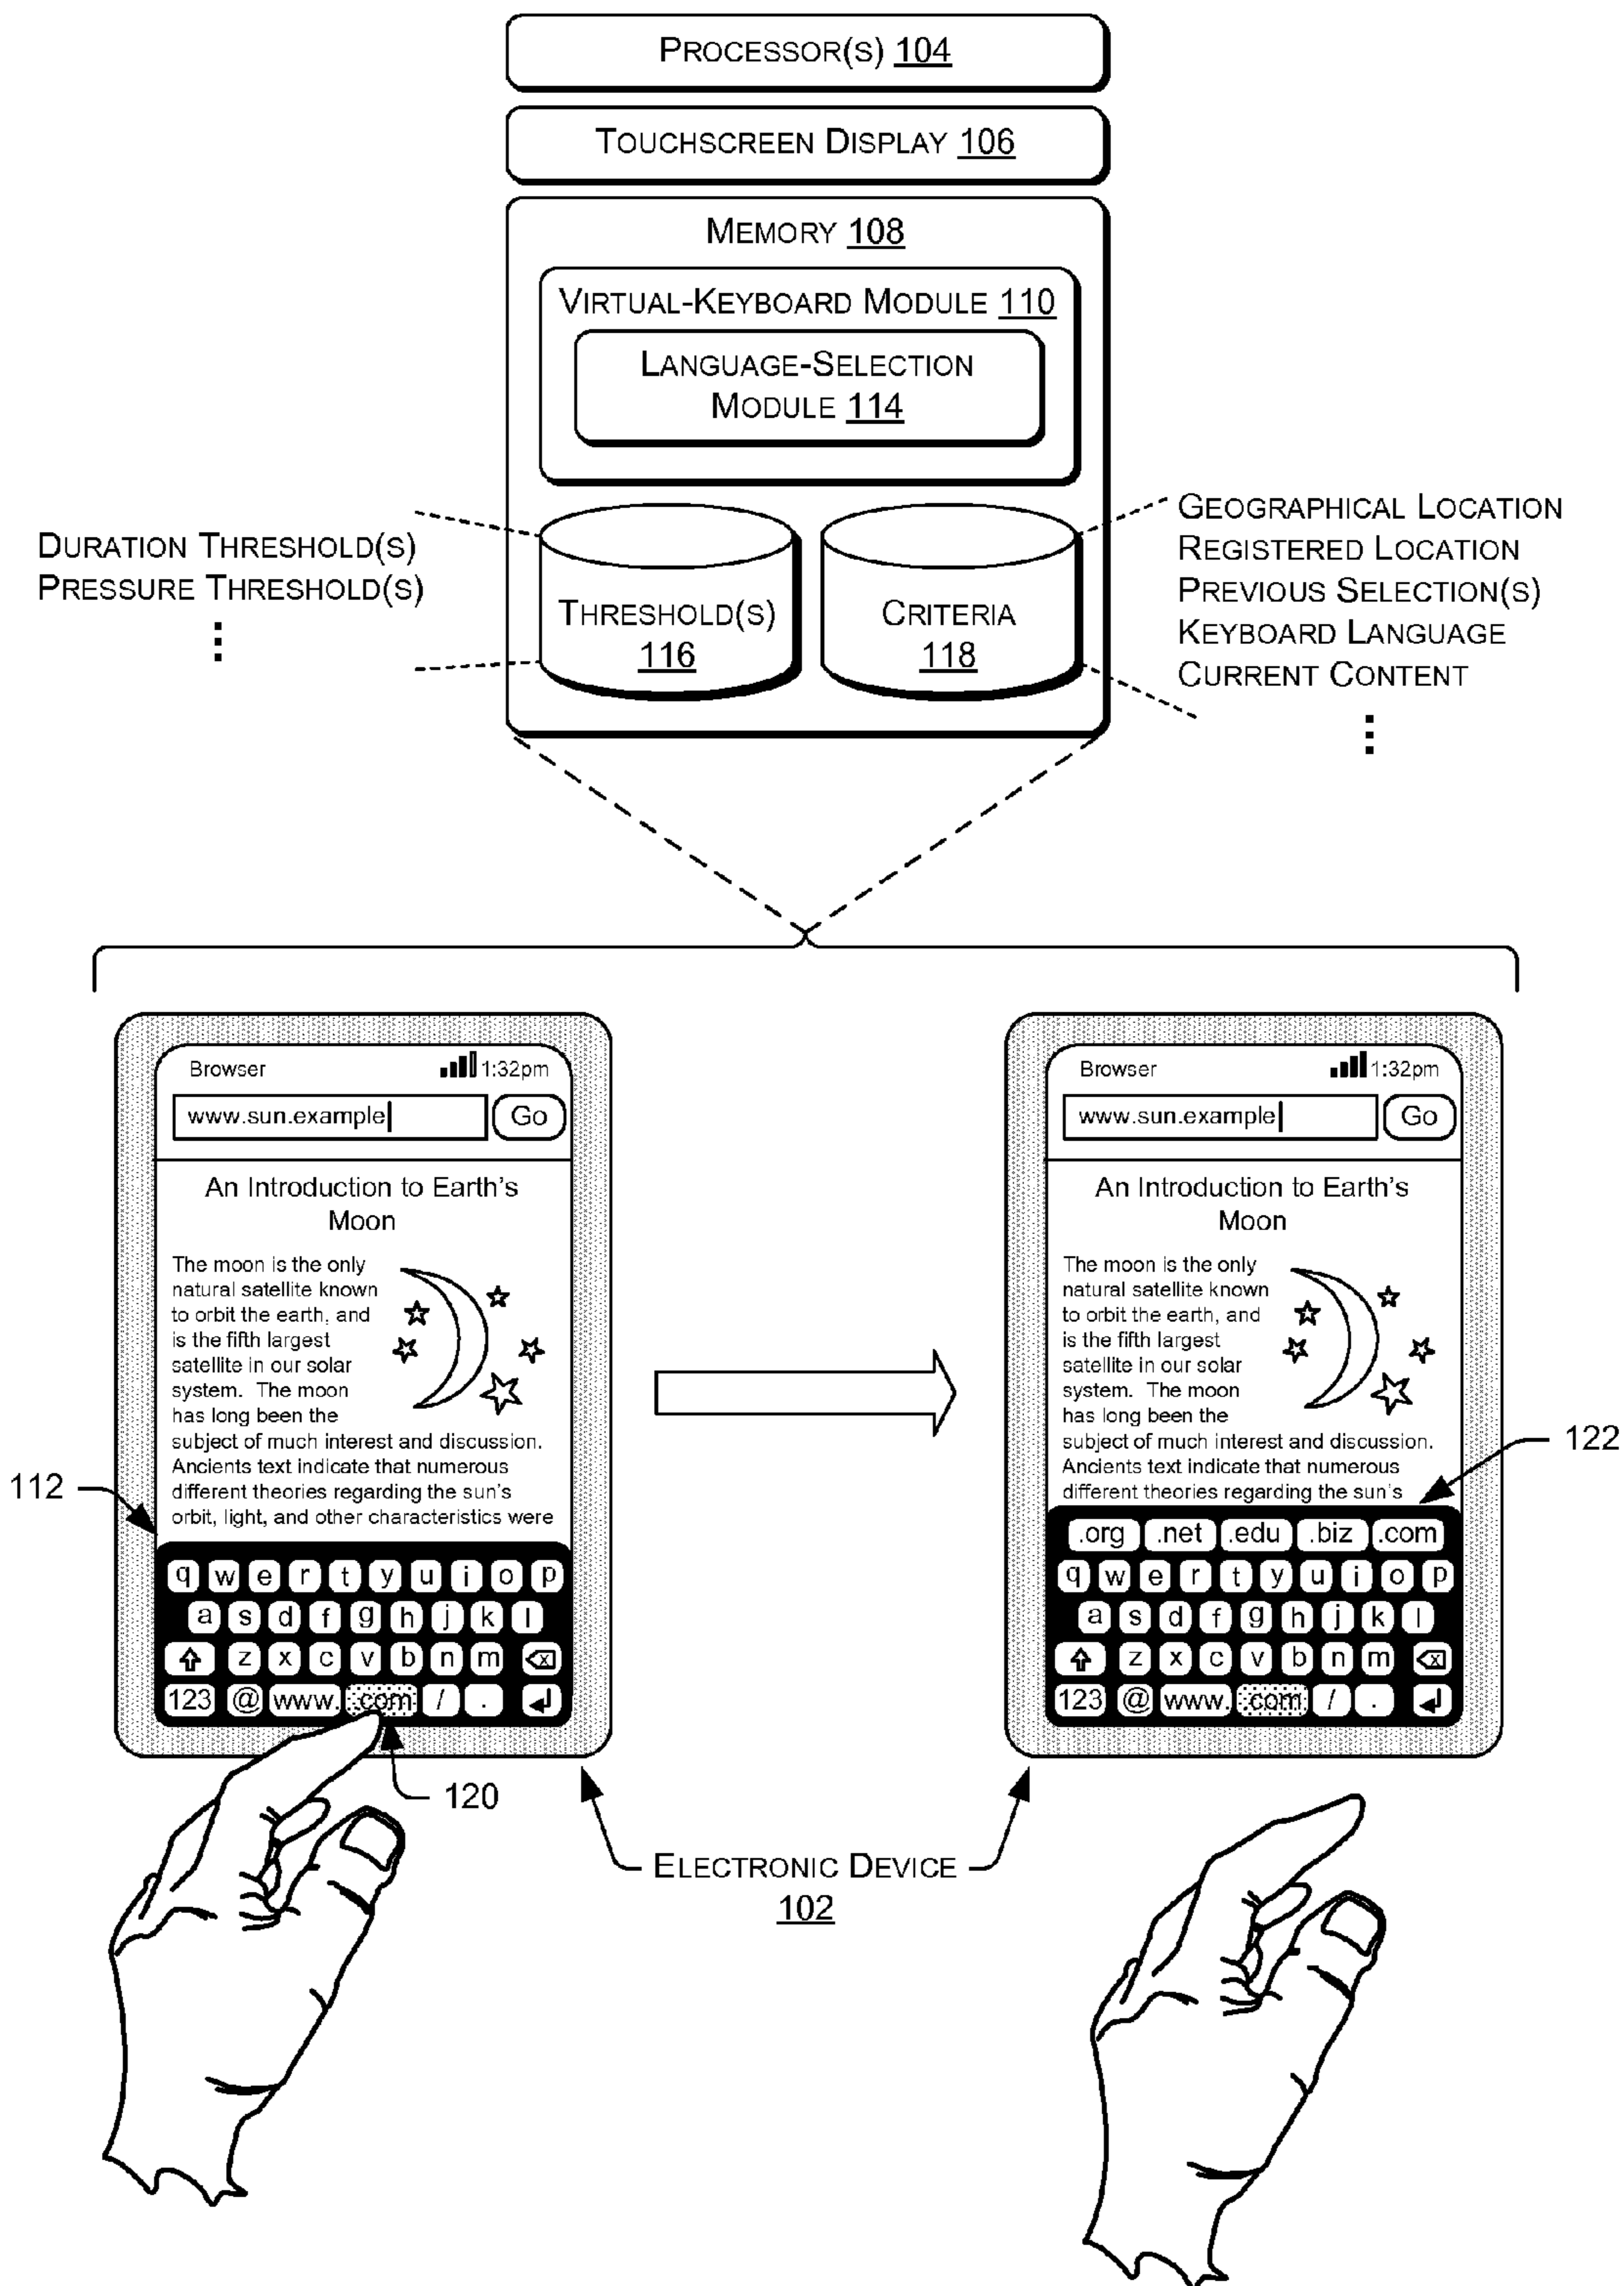 PROCESSOR(S) 104
TOUCHSCREEN DISPLAY 106
MEMORY 108
VIRTUAL-KEYBOARD MODULE 110
LANGUAGE-SELECTION
MODULE 114
DURATION THRESHOLD(S)
PRESSURE THRESHOLD(S)
THRESHOLD(S)
116
CRITERIA
118
GEOGRAPHICAL LOCATION
REGISTERED LOCATION
PREVIOUS SELECTION(S)
KEYBOARD LANGUAGE
CURRENT CONTENT
Browser 1:32pm
www.sun.example Go
An Introduction to Earth's
Moon
The moon is the only
natural satellite known
to orbit the earth, and
is the fifth largest
satellite in our solar
system. The moon
has long been the
subject of much interest and discussion.
Ancients text indicate that numerous
different theories regarding the sun's
orbit, light, and other characteristics were
112
q w e r t y u i o p
a s d f g h j k l
z x c v b n m
123 @ www. .com / .
120
Browser 1:32pm
www.sun.example Go
An Introduction to Earth's
Moon
The moon is the only
natural satellite known
to orbit the earth, and
is the fifth largest
satellite in our solar
system. The moon
has long been the
subject of much interest and discussion.
Ancients text indicate that numerous
different theories regarding the sun's
122
.org .net .edu .biz .com
q w e r t y u i o p
a s d f g h j k l
z x c v b n m
123 @ www. .com / .
ELECTRONIC DEVICE
102